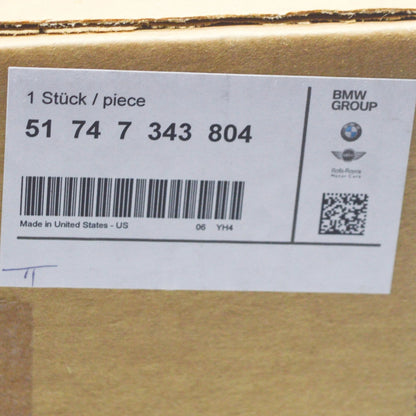 1 Stück / piece
51 74 7 343 804
Made in United States - US
06 YH4
BMW
GROUP
Rolls-Royce
Motor Cars